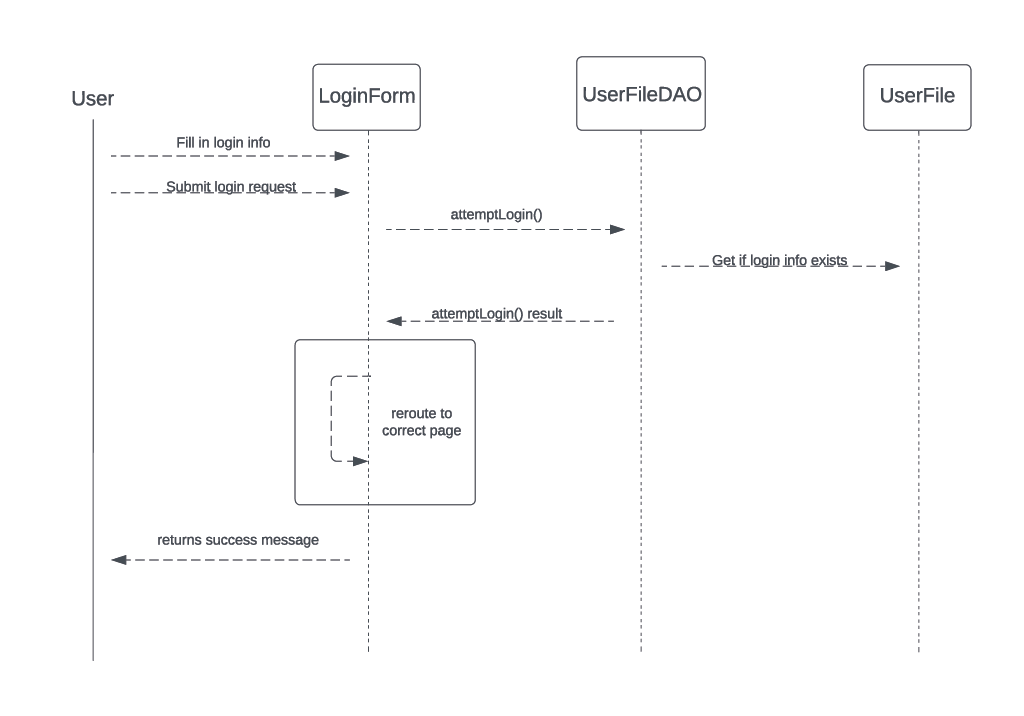 User
LoginForm
UserFileDAO
UserFile
Fill in login info
Submit login request
attemptLogin()
Get if login info exists
attemptLogin() result
reroute to
correct page
returns success message